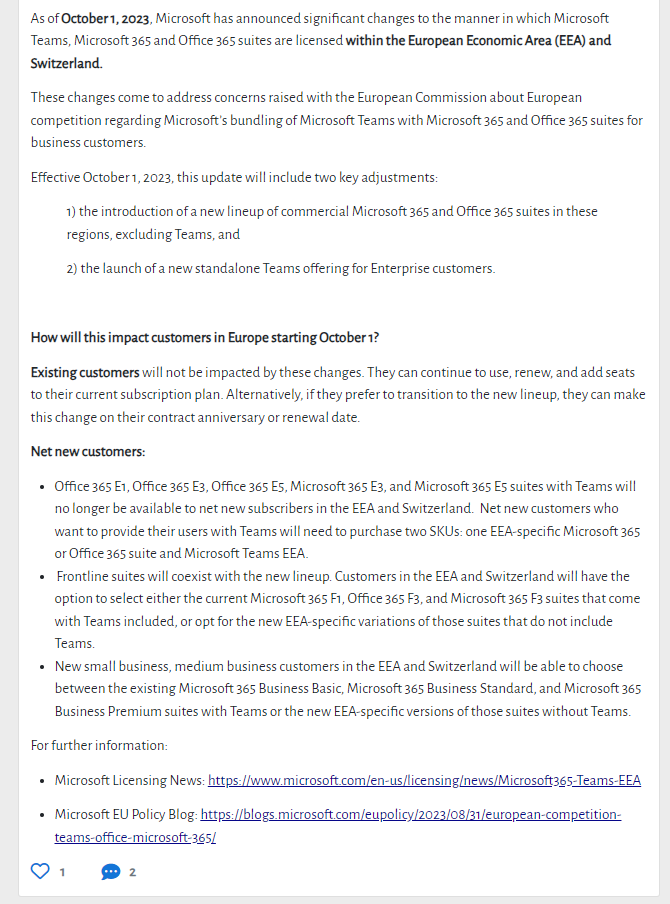 As of October 1, 2023, Microsoft has announced significant changes to the manner in which Microsoft
Teams, Microsoft 365 and Office 365 suites are licensed within the European Economic Area (EEA) and
Switzerland.
These changes come to address concerns raised with the European Commission about European
competition regarding Microsoft's bundling of Microsoft Teams with Microsoft 365 and Office 365 suites for
business customers.
Effective October 1, 2023, this update will include two key adjustments:
1) the introduction of a new lineup of commercial Microsoft 365 and Office 365 suites in these
regions, excluding Teams, and
2) the launch of a new standalone Teams offering for Enterprise customers.
How will this impact customers in Europe starting October 1?
Existing customers will not be impacted by these changes. They can continue to use, renew, and add seats
to their current subscription plan. Alternatively, if they prefer to transition to the new lineup, they can make
this change on their contract anniversary or renewal date.
Net new customers:
• Office 365 E1, Office 365 E3, Office 365 E5, Microsoft 365 E3, and Microsoft 365 E5 suites with Teams will
no longer be available to net new subscribers in the EEA and Switzerland. Net new customers who
want to provide their users with Teams will need to purchase two SKUs: one EEA-specific Microsoft 365
or Office 365 suite and Microsoft Teams EEA.
• Frontline suites will coexist with the new lineup. Customers in the EEA and Switzerland will have the
option to select either the current Microsoft 365 F1, Office 365 F3, and Microsoft 365 F3 suites that come
with Teams included, or opt for the new EEA-specific variations of those suites that do not include
Teams.
• New small business, medium business customers in the EEA and Switzerland will be able to choose
between the existing Microsoft 365 Business Basic, Microsoft 365 Business Standard, and Microsoft 365
Business Premium suites with Teams or the new EEA-specific versions of those suites without Teams.
For further information:
• Microsoft Licensing News: https://www.microsoft.com/en-us/licensing/news/Microsoft365-Teams-EEA
• Microsoft EU Policy Blog: https://blogs.microsoft.com/eupolicy/2023/08/31/european-competition-
teams-office-microsoft-365/
1 2